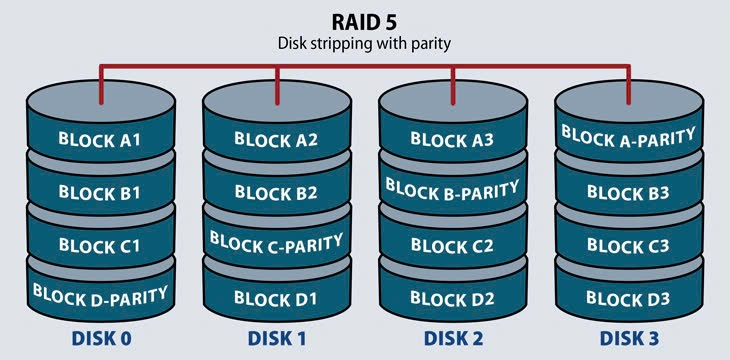 RAID 5
Disk stripping with parity
BLOCK A1 BLOCK A2 BLOCK A3 BLOCK A-PARITY
BLOCK B1 BLOCK B2 BLOCK B-PARITY BLOCK B3
BLOCK C1 BLOCK C-PARITY BLOCK C2 BLOCK C3
BLOCK D-PARITY BLOCK D1 BLOCK D2 BLOCK D3
DISK 0 DISK 1 DISK 2 DISK 3